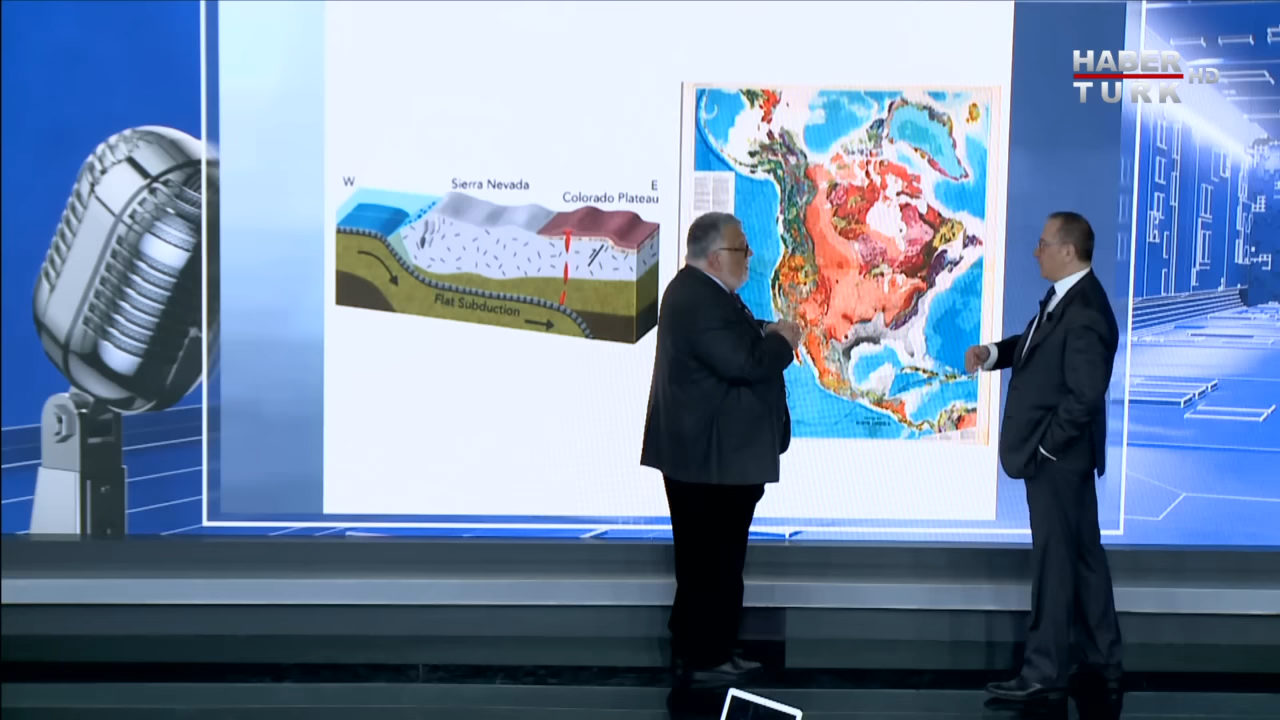 HABER
TURK HD
W
Sierra Nevada
E
Colorado Plateau
Flat Subduction